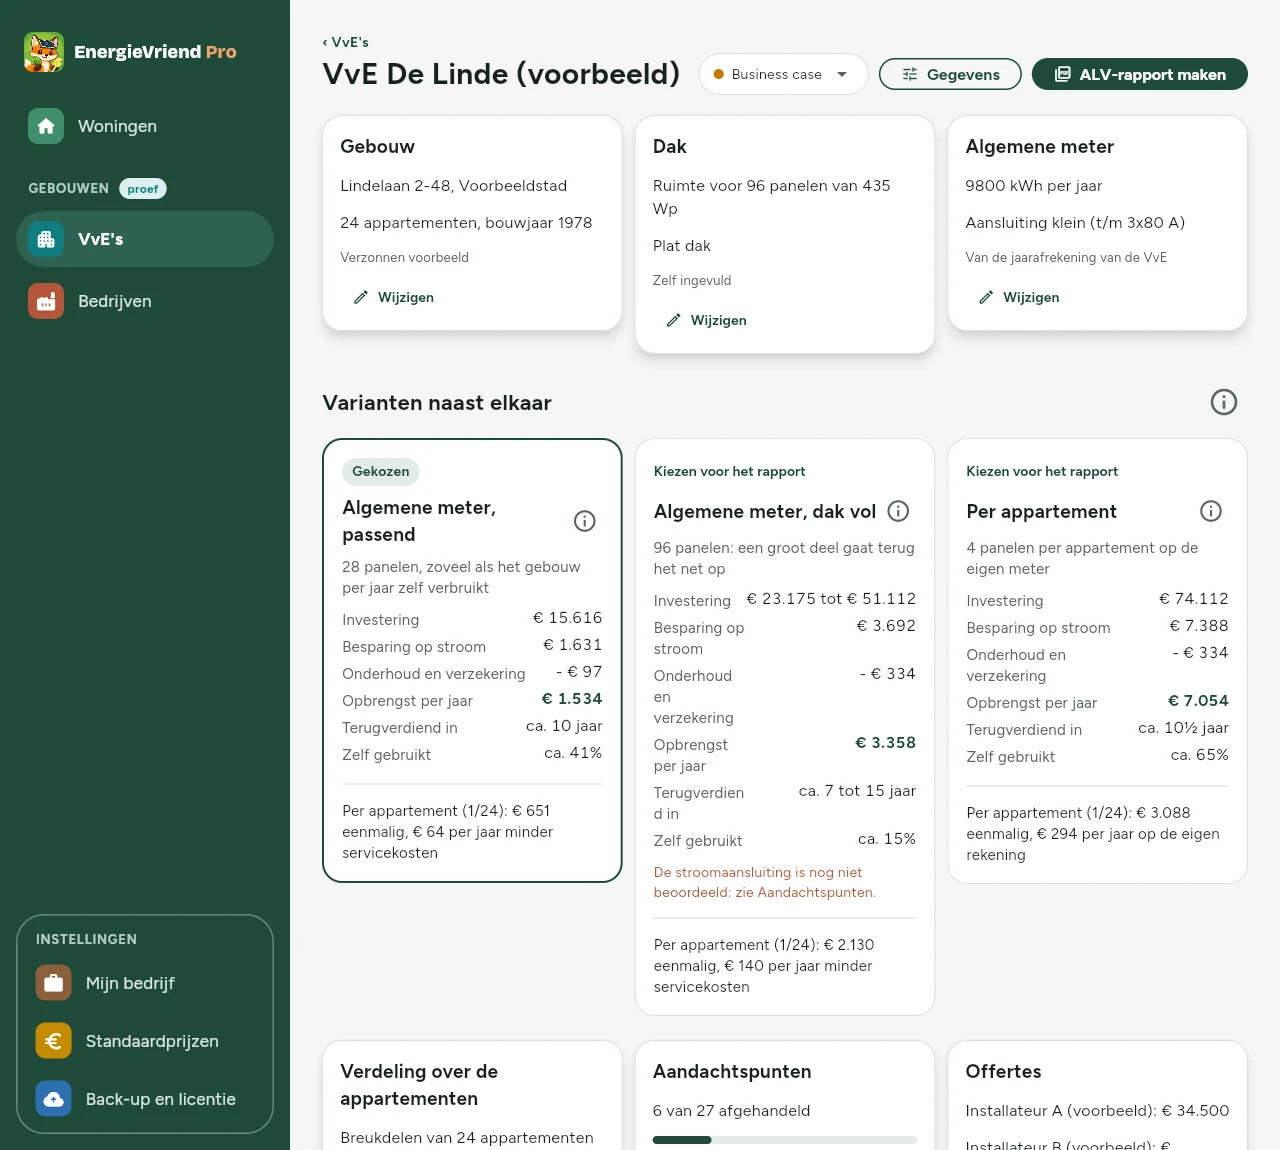 EnergieVriend Pro
Woningen
GEBOUWEN proef
VvE's
Bedrijven
INSTELLINGEN
Mijn bedrijf
Standaardprijzen
Back-up en licentie
‹ VvE's
VvE De Linde (voorbeeld)
Business case
Gegevens
ALV-rapport maken
Gebouw
Lindelaan 2-48, Voorbeeldstad
24 appartementen, bouwjaar 1978
Verzonnen voorbeeld
Wijzigen
Dak
Ruimte voor 96 panelen van 435
Wp
Plat dak
Zelf ingevuld
Wijzigen
Algemene meter
9800 kWh per jaar
Aansluiting klein (t/m 3x80 A)
Van de jaarafrekening van de VvE
Wijzigen
Varianten naast elkaar
Gekozen
Algemene meter,
passend
28 panelen, zoveel als het gebouw
per jaar zelf verbruikt
Investering € 15.616
Besparing op stroom € 1.631
Onderhoud en verzekering - € 97
Opbrengst per jaar € 1.534
Terugverdiend in ca. 10 jaar
Zelf gebruikt ca. 41%
Per appartement (1/24): € 651
eenmalig, € 64 per jaar minder
servicekosten
Kiezen voor het rapport
Algemene meter, dak vol
96 panelen: een groot deel gaat terug
het net op
Investering € 23.175 tot € 51.112
Besparing op € 3.692
stroom
Onderhoud - € 334
en
verzekering
Opbrengst € 3.358
per jaar
Terugverdien ca. 7 tot 15 jaar
d in
Zelf gebruikt ca. 15%
De stroomaansluiting is nog niet
beoordeeld: zie Aandachtspunten.
Per appartement (1/24): € 2.130
eenmalig, € 140 per jaar minder
servicekosten
Kiezen voor het rapport
Per appartement
4 panelen per appartement op de
eigen meter
Investering € 74.112
Besparing op stroom € 7.388
Onderhoud en - € 334
verzekering
Opbrengst per jaar € 7.054
Terugverdiend in ca. 10½ jaar
Zelf gebruikt ca. 65%
Per appartement (1/24): € 3.088
eenmalig, € 294 per jaar op de eigen
rekening
Verdeling over de
appartementen
Breukdelen van 24 appartementen
Aandachtspunten
6 van 27 afgehandeld
Offertes
Installateur A (voorbeeld): € 34.500
Installateur B (voorbeeld): €